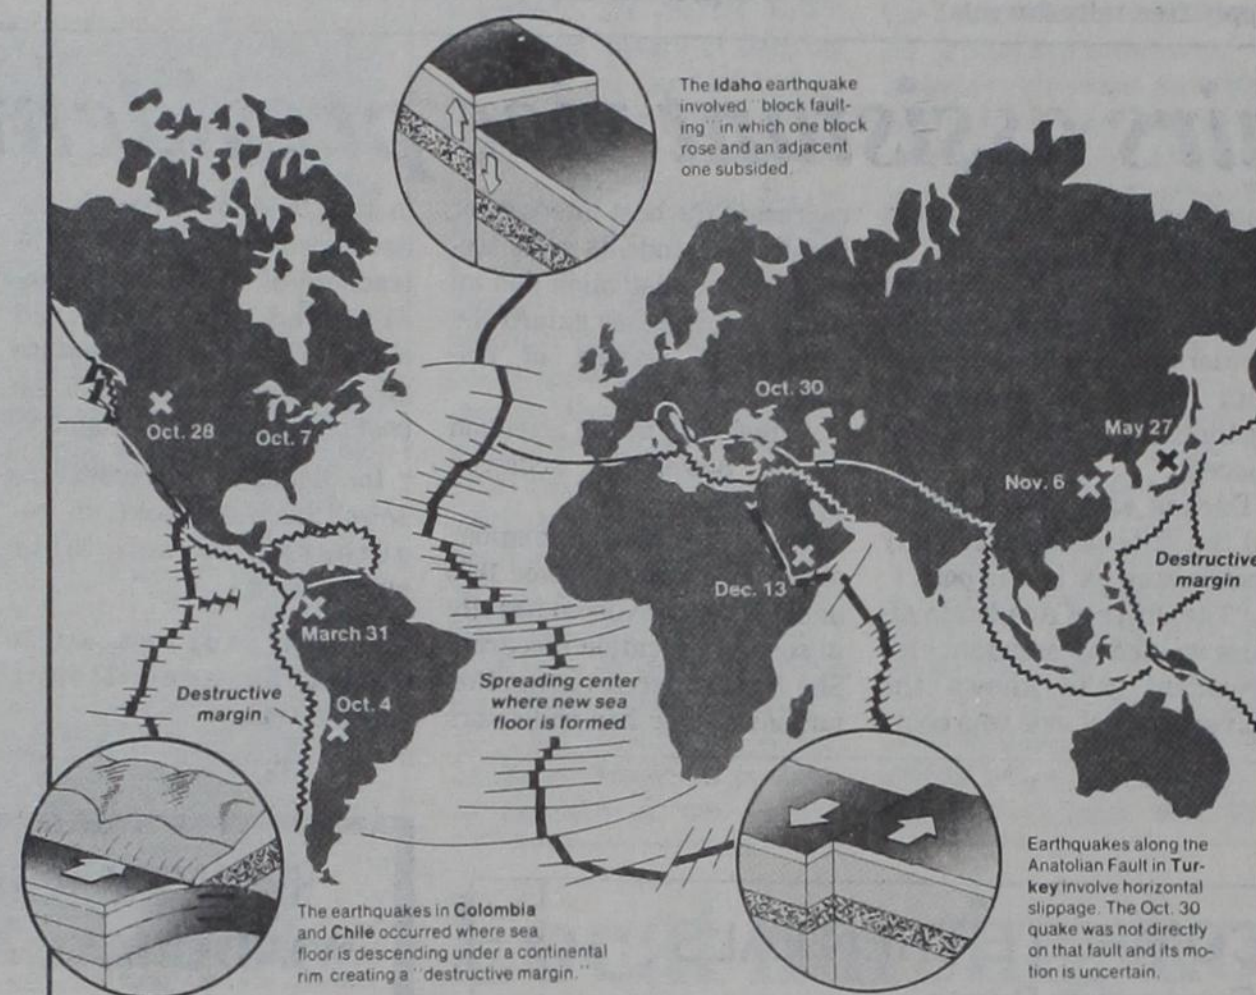 The Idaho earthquake
involved "block fault-
ing" in which one block
rose and an adjacent
one subsided.
Oct. 28
Oct. 7
Oct. 30
May 27
Nov. 6
Dec. 13
Destructive
margin
March 31
Oct. 4
Destructive
margin
Spreading center
where new sea
floor is formed
The earthquakes in Colombia
and Chile occurred where sea
floor is descending under a continental
rim creating a "destructive margin."
Earthquakes along the
Anatolian Fault in Tur-
key involve horizontal
slippage. The Oct. 30
quake was not directly
on that fault and its mo-
tion is uncertain.